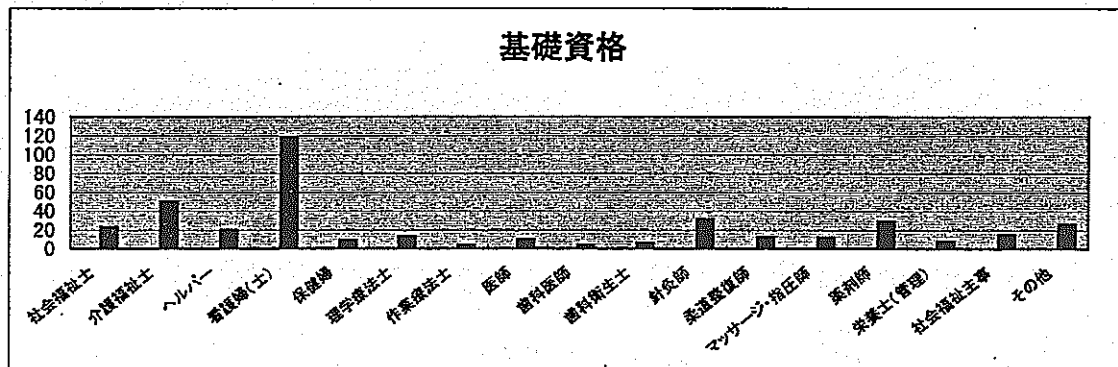 基礎資格
140
120
100
80
60
40
20
0
社会福祉士
介護福祉士
ヘルパー
看護婦(士)
保健婦
理学療法士
作業療法士
医師
歯科医師
歯科衛生士
針灸師
柔道整復師
マッサージ・指圧師
薬剤師
栄養士(管理)
社会福祉主事
その他